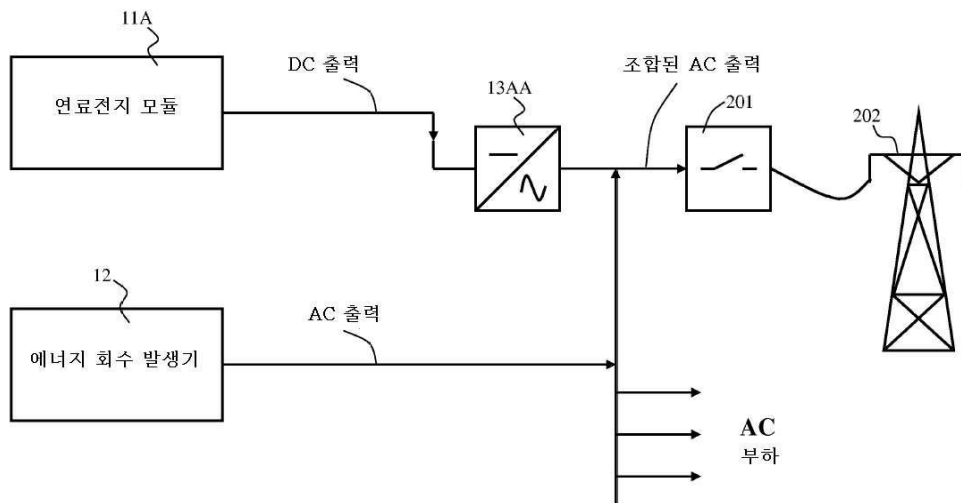 11A
연료전지 모듈
DC 출력
13AA
조합된 AC 출력
201
202
12
에너지 회수 발생기
AC 출력
AC
부하